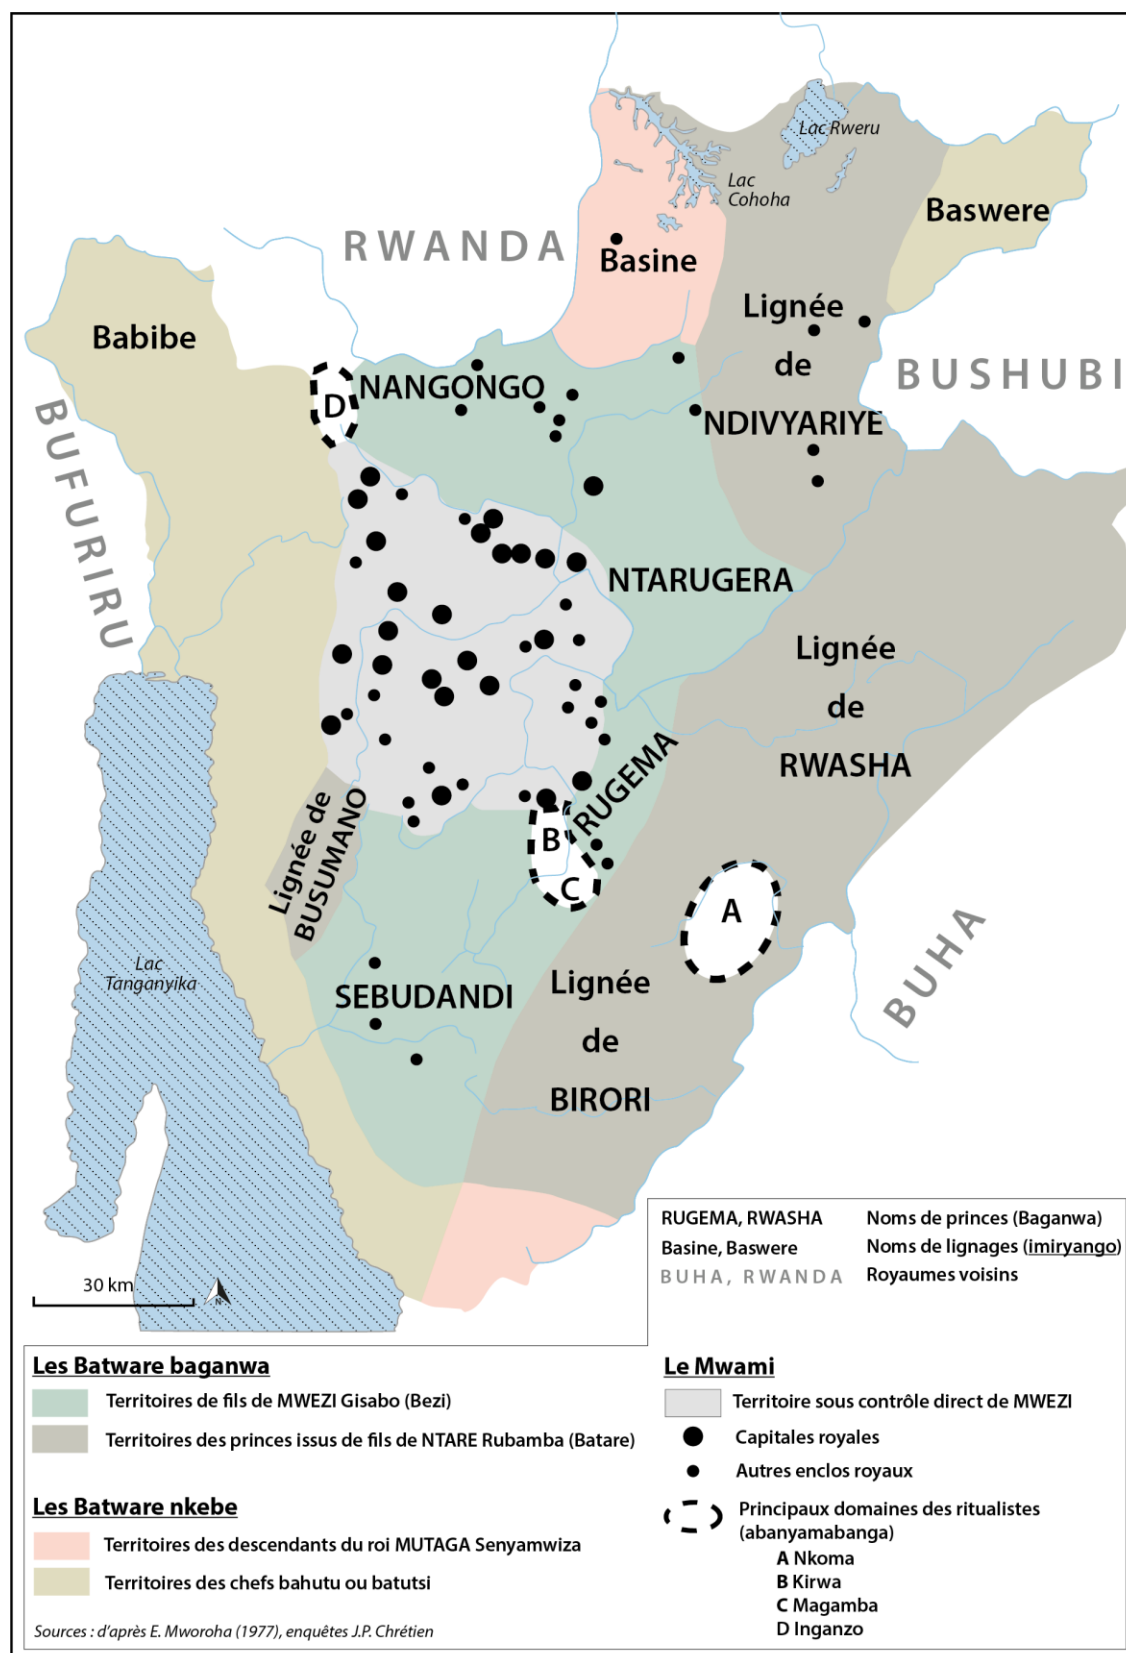 Lac Rweru
Lac
Cohoha
Baswere
RWANDA
Basine
Babibe
Lignée
de
NDIVYARIYE
BUSHUBI
NANGONGO
D
BUFURIRU
NTARUGERA
Lignée
de
RWASHA
RUGEMA
Lignée de
BUSUMANO
B
C
A
BUHA
Lac
Tanganyika
SEBUDANDI
Lignée
de
BIRORI
30 km
N
RUGEMA, RWASHA Noms de princes (Baganwa)
Basine, Baswere Noms de lignages (imiryango)
BUHA, RWANDA Royaumes voisins
Les Batware baganwa
Territoires de fils de MWEZI Gisabo (Bezi)
Territoires des princes issus de fils de NTARE Rubamba (Batare)
Les Batware nkebe
Territoires des descendants du roi MUTAGA Senyamwiza
Territoires des chefs bahutu ou batutsi
Sources : d'après E. Mworoha (1977), enquêtes J.P. Chrétien
Le Mwami
Territoire sous contrôle direct de MWEZI
Capitales royales
Autres enclos royaux
Principaux domaines des ritualistes
(abanyamabanga)
A Nkoma
B Kirwa
C Magamba
D Inganzo